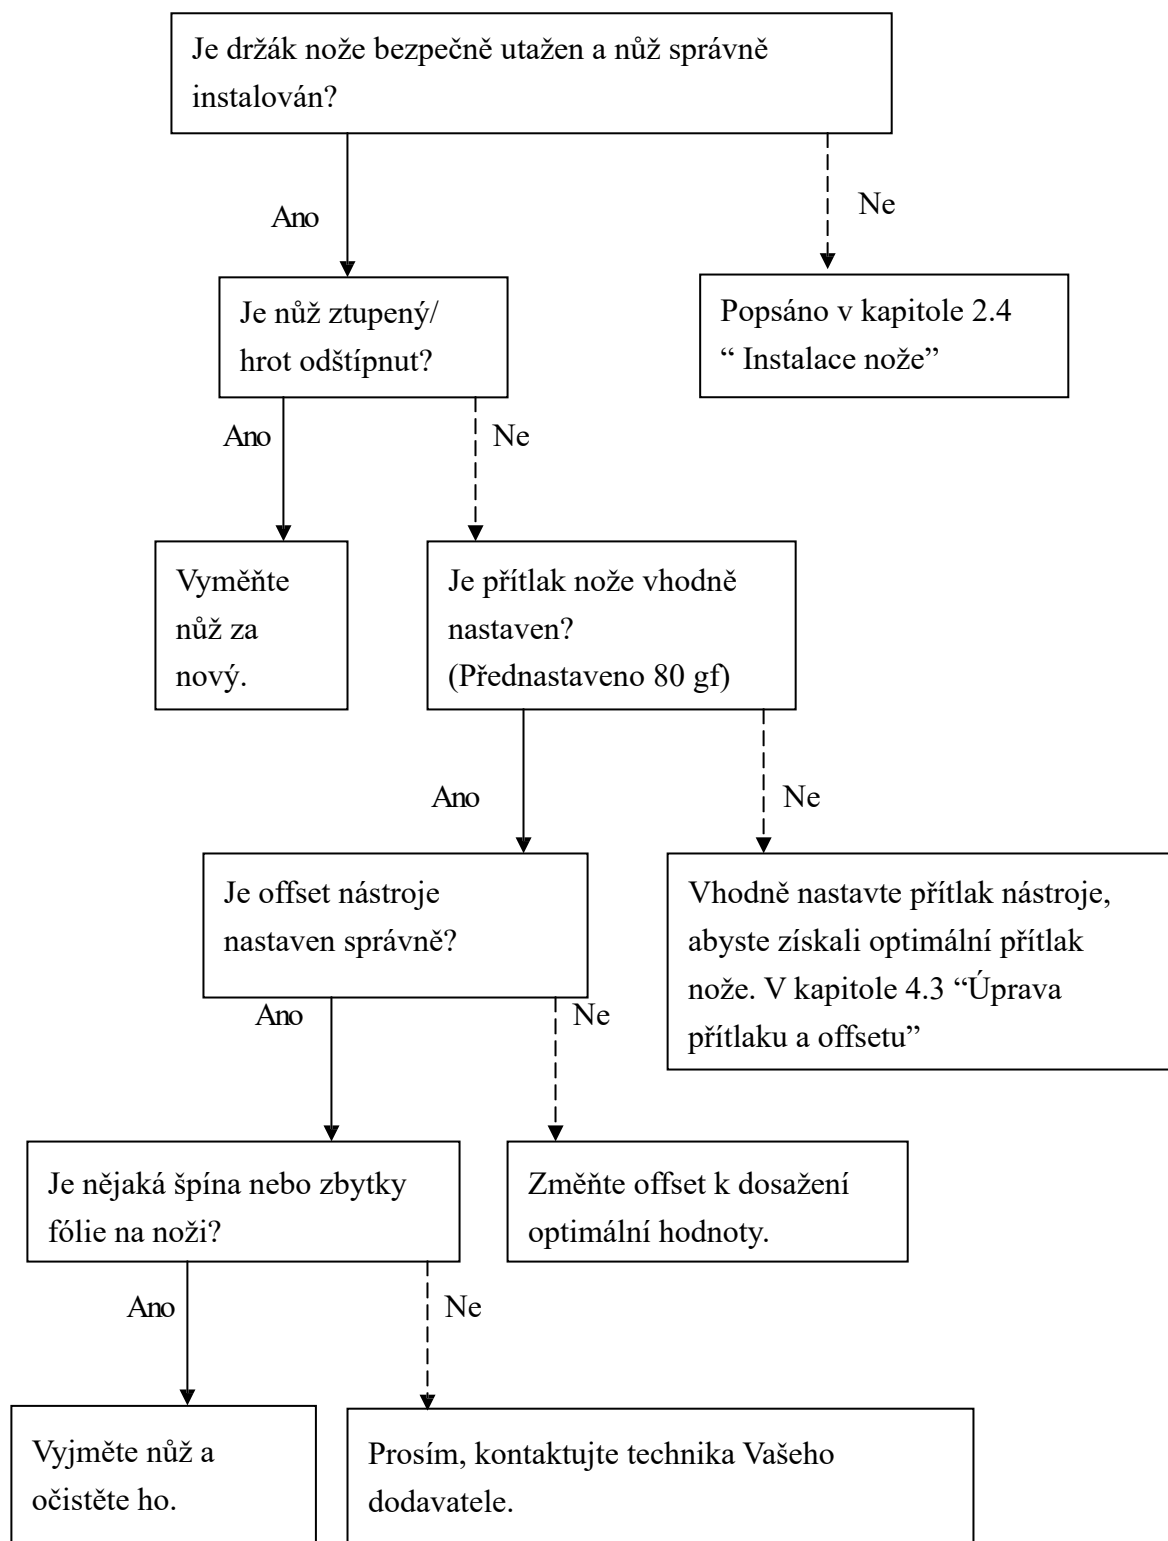 Je držák nože bezpečně utažen a nůž správně
instalován?
Ano
Ne
Je nůž ztupený/
hrot odštípnut?
Popsáno v kapitole 2.4
“ Instalace nože”
Ano
Ne
Vyměňte
nůž za
nový.
Je přítlak nože vhodně
nastaven?
(Přednastaveno 80 gf)
Ano
Ne
Je offset nástroje
nastaven správně?
Vhodně nastavte přítlak nástroje,
abyste získali optimální přítlak
nože. V kapitole 4.3 “Úprava
přítlaku a offsetu”
Ano
Ne
Je nějaká špína nebo zbytky
fólie na noži?
Změňte offset k dosažení
optimální hodnoty.
Ano
Ne
Vyjměte nůž a
očistěte ho.
Prosím, kontaktujte technika Vašeho
dodavatele.